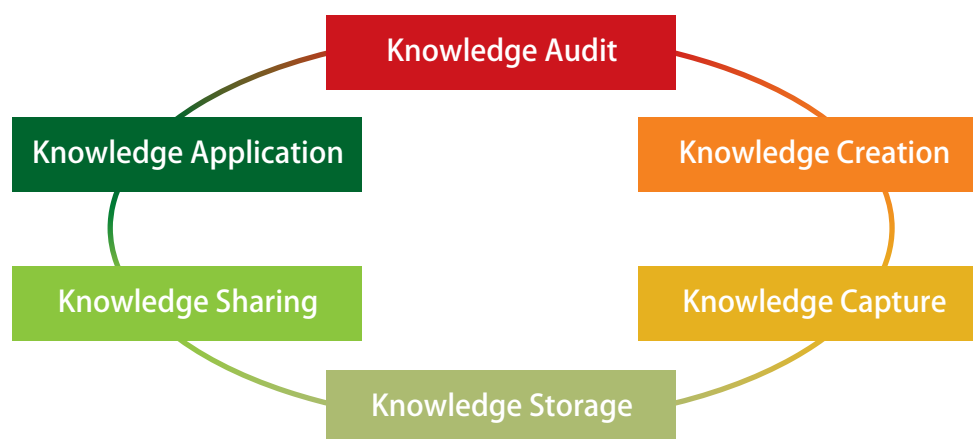 Knowledge Audit
Knowledge Application
Knowledge Creation
Knowledge Sharing
Knowledge Capture
Knowledge Storage